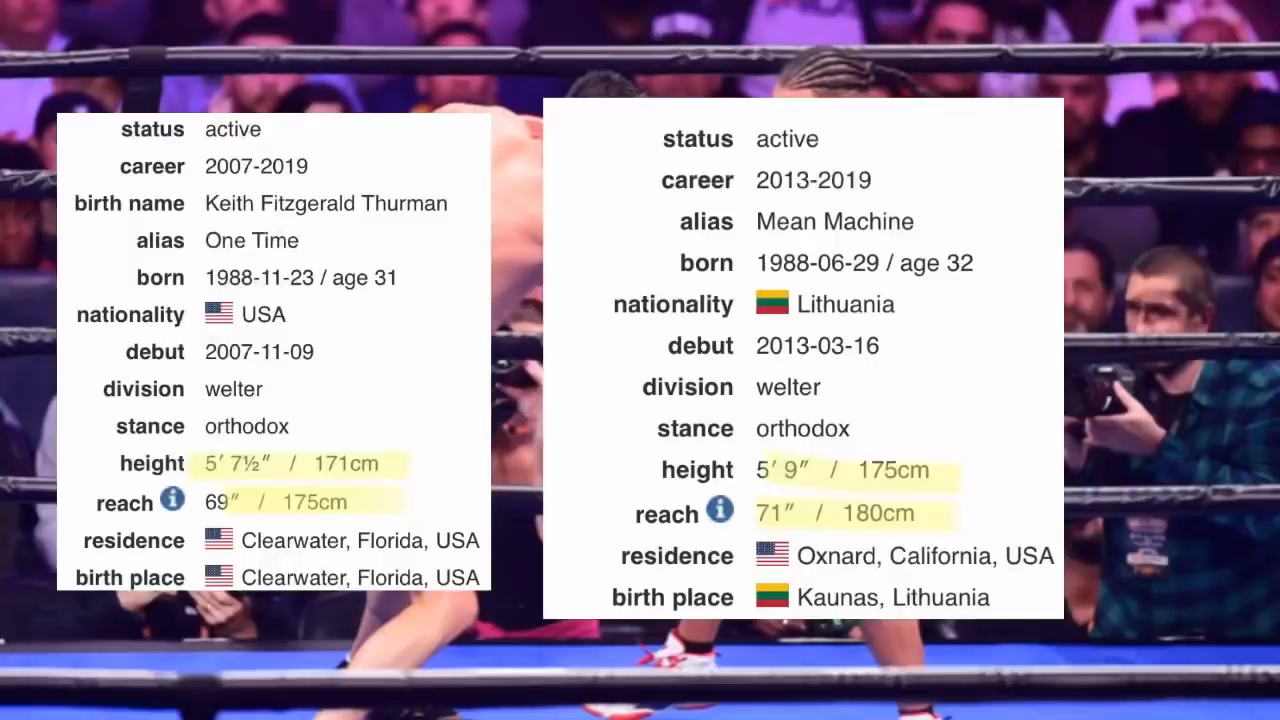 status active
career 2007-2019
birth name Keith Fitzgerald Thurman
alias One Time
born 1988-11-23 / age 31
nationality USA
debut 2007-11-09
division welter
stance orthodox
height 5′ 7½″ / 171cm
reach 69″ / 175cm
residence Clearwater, Florida, USA
birth place Clearwater, Florida, USA
status active
career 2013-2019
alias Mean Machine
born 1988-06-29 / age 32
nationality Lithuania
debut 2013-03-16
division welter
stance orthodox
height 5′ 9″ / 175cm
reach 71″ / 180cm
residence Oxnard, California, USA
birth place Kaunas, Lithuania